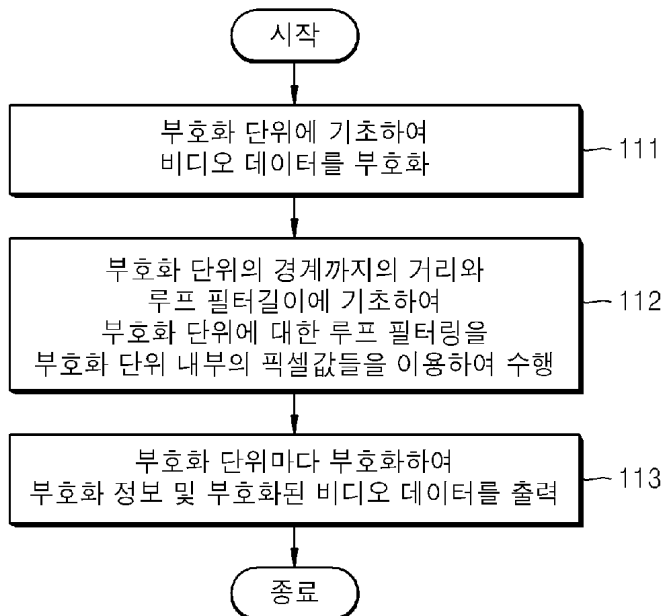 시작
부호화 단위에 기초하여
비디오 데이터를 부호화
111
부호화 단위의 경계까지의 거리와
루프 필터길이에 기초하여
부호화 단위에 대한 루프 필터링을
부호화 단위 내부의 픽셀값들을 이용하여 수행
112
부호화 단위마다 부호화하여
부호화 정보 및 부호화된 비디오 데이터를 출력
113
종료